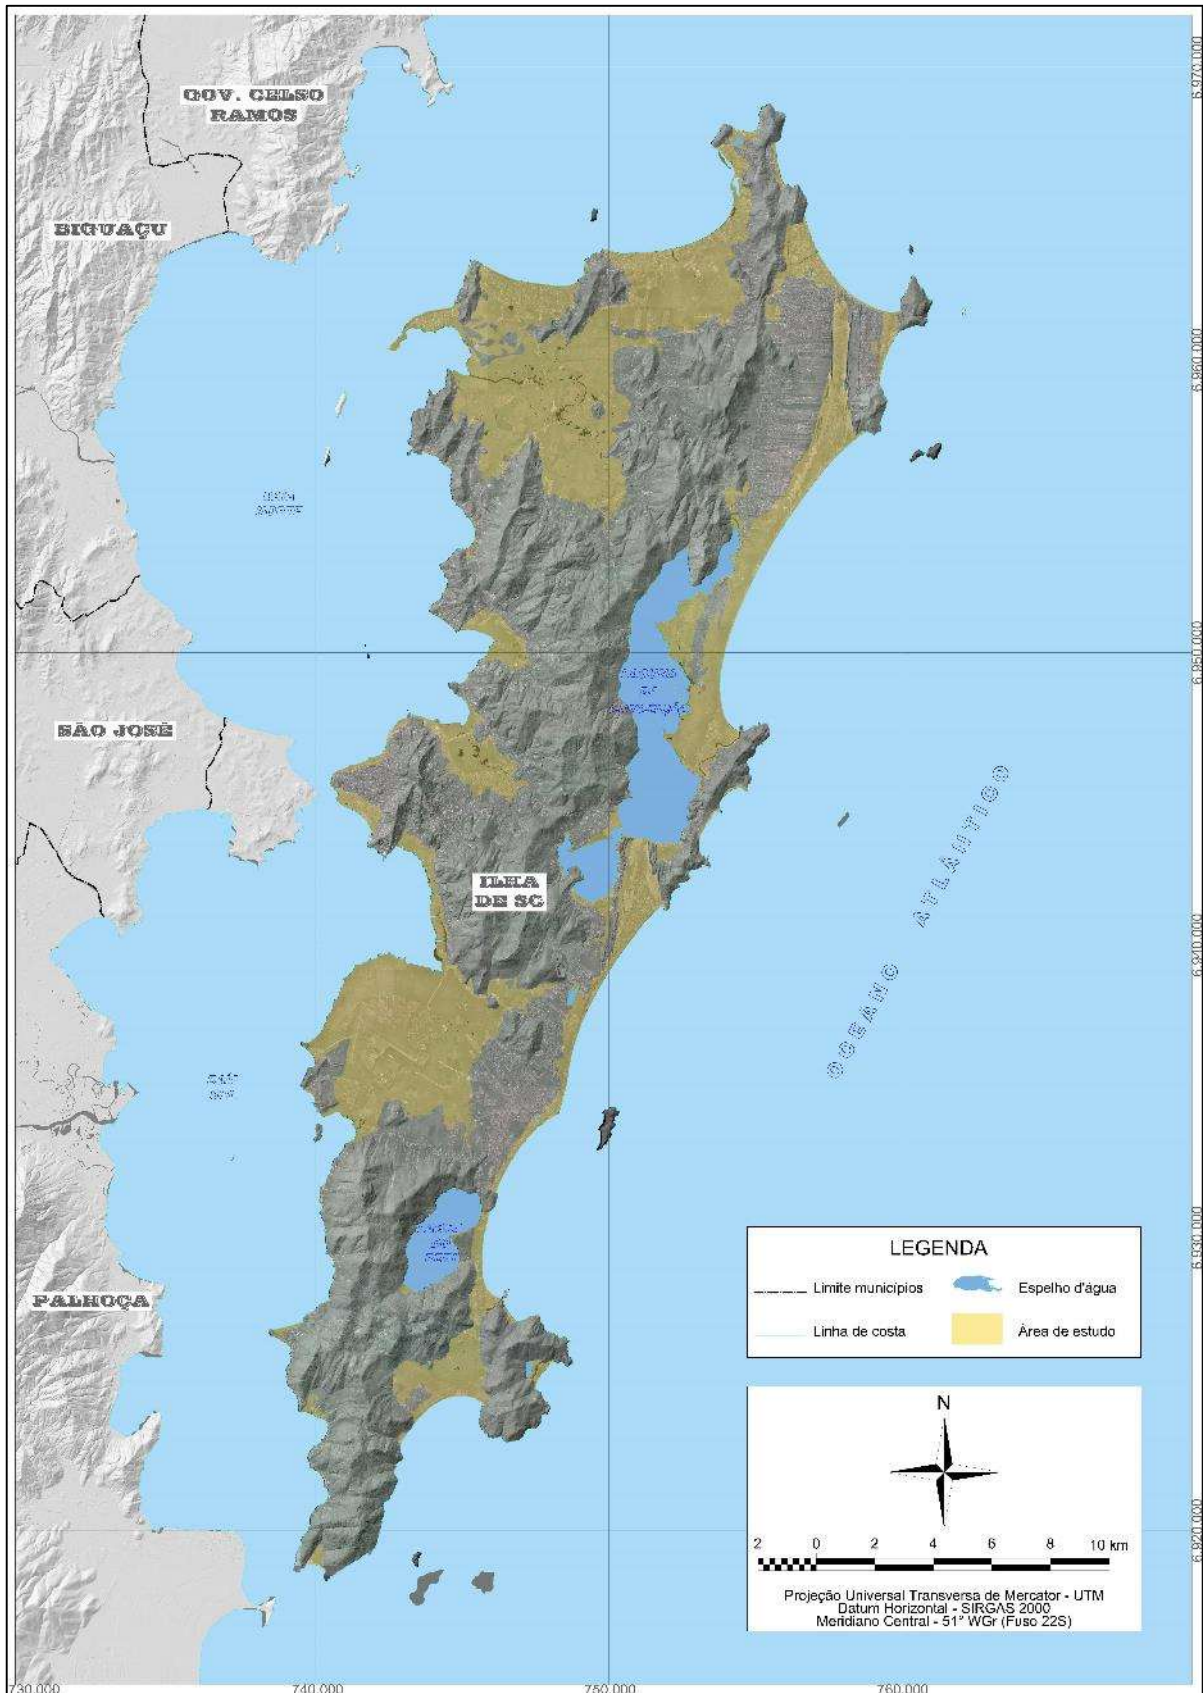 GOV. CELSO
RAMOS
BIGUAÇU
SÃO JOSÉ
ILHA
DE SC
PALHOÇA
OCEANO ATLÂNTICO
6.970.000
6.960.000
6.950.000
6.940.000
6.930.000
6.920.000
730.000
740.000
750.000
760.000
LEGENDA
Limite municípios
Espelho d'água
Linha de costa
Área de estudo
N
2 0 2 4 6 8 10 km
Projeção Universal Transversa de Mercator - UTM
Datum Horizontal - SIRGAS 2000
Meridiano Central - 51° WGr (Fuso 22S)